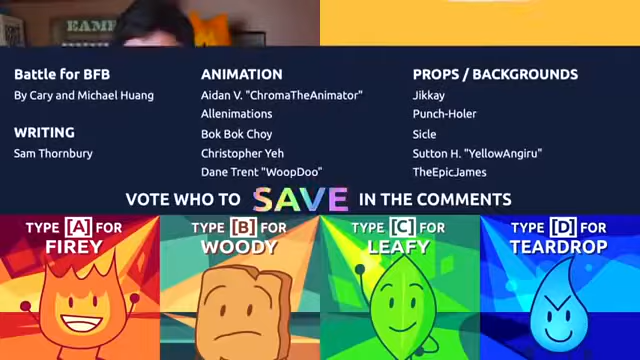 EAME
Battle for BFB
By Cary and Michael Huang
WRITING
Sam Thornbury
ANIMATION
Aidan V. "ChromaTheAnimator"
Allenimations
Bok Bok Choy
Christopher Yeh
Dane Trent "WoopDoo"
PROPS / BACKGROUNDS
Jikkay
Punch-Holer
Sicle
Sutton H. "YellowAngiru"
TheEpicJames
VOTE WHO TO SAVE IN THE COMMENTS
TYPE [A] FOR
FIREY
TYPE [B] FOR
WOODY
TYPE [C] FOR
LEAFY
TYPE [D] FOR
TEARDROP